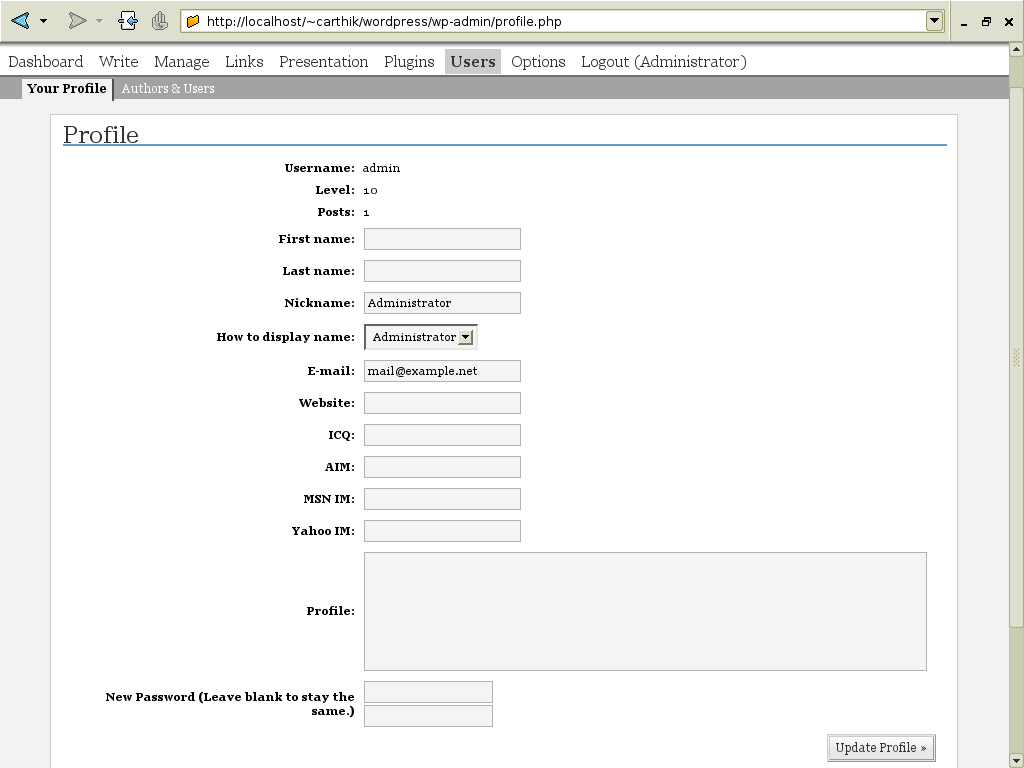 http://localhost/~carthik/wordpress/wp-admin/profile.php
Dashboard Write Manage Links Presentation Plugins Users Options Logout (Administrator)
Your Profile Authors & Users
Profile
Username: admin
Level: 10
Posts: 1
First name:
Last name:
Nickname: Administrator
How to display name: Administrator
E-mail: mail@example.net
Website:
ICQ:
AIM:
MSN IM:
Yahoo IM:
Profile:
New Password (Leave blank to stay the
same.)
Update Profile »